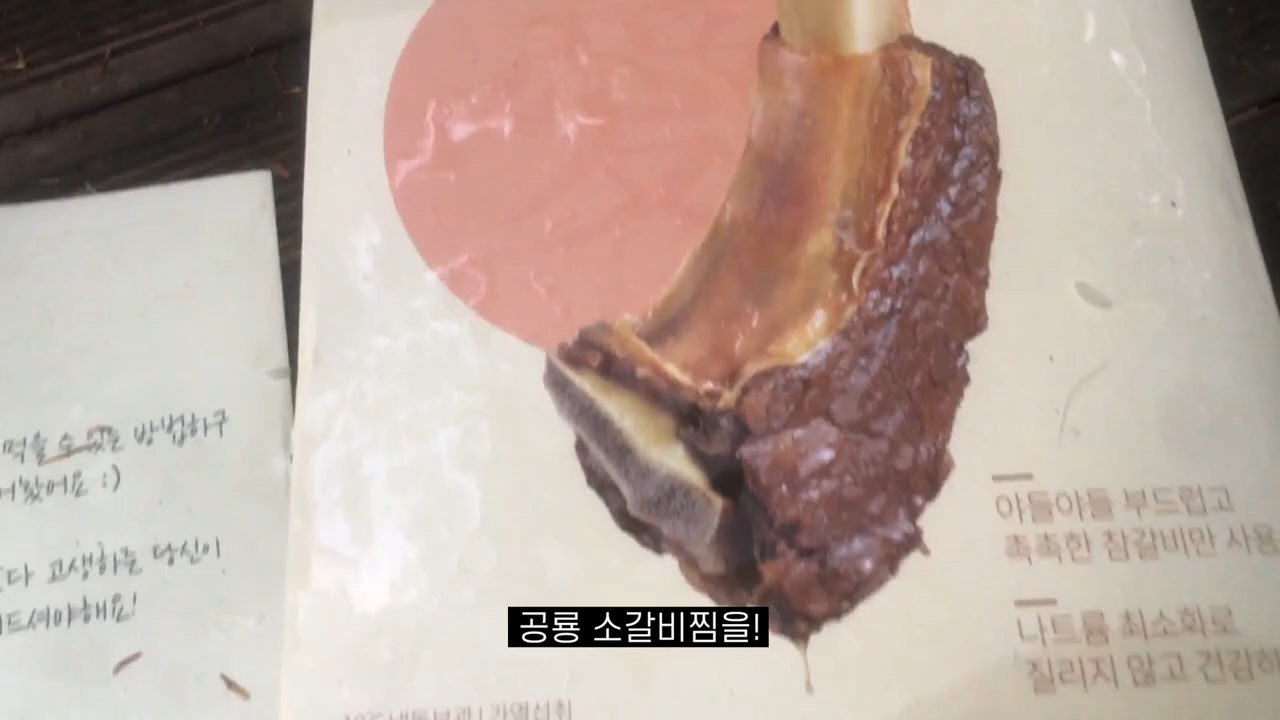 먹을 수 있는 방법하구
어왔어요 :)
다 고생하는 당신이
드셔야해요!
야들야들 부드럽고
촉촉한 참갈비만 사용
나트륨 최소화로
질리지 않고 건강하
공룡 소갈비찜을!